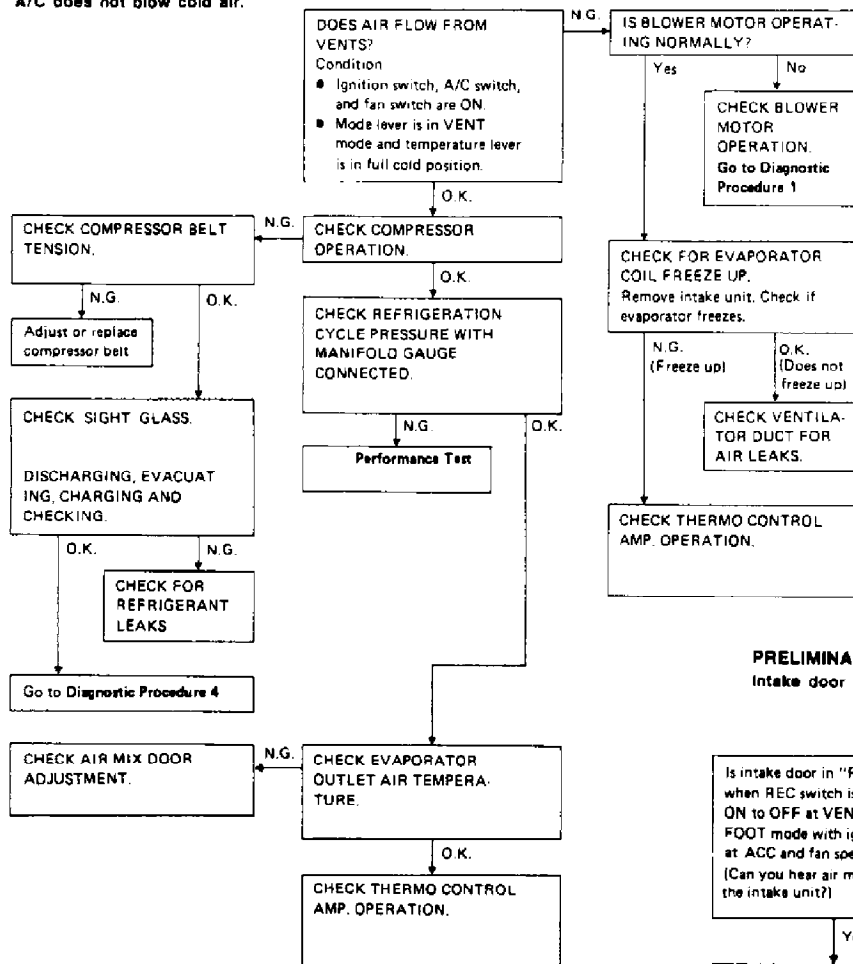 A/C does not blow cold air.
DOES AIR FLOW FROM
VENTS?
Condition
● Ignition switch, A/C switch,
and fan switch are ON.
● Mode lever is in VENT
mode and temperature lever
is in full cold position.
N.G.
IS BLOWER MOTOR OPERAT-
ING NORMALLY?
Yes
No
CHECK BLOWER
MOTOR
OPERATION.
Go to Diagnostic
Procedure 1
O.K.
CHECK COMPRESSOR
OPERATION.
N.G.
CHECK COMPRESSOR BELT
TENSION.
N.G.
O.K.
Adjust or replace
compressor belt
O.K.
CHECK REFRIGERATION
CYCLE PRESSURE WITH
MANIFOLD GAUGE
CONNECTED.
N.G.
O.K.
Performance Test
CHECK FOR EVAPORATOR
COIL FREEZE UP.
Remove intake unit. Check if
evaporator freezes.
N.G.
(Freeze up)
O.K.
(Does not
freeze up)
CHECK VENTILA-
TOR DUCT FOR
AIR LEAKS.
CHECK THERMO CONTROL
AMP. OPERATION.
CHECK SIGHT GLASS.
DISCHARGING, EVACUAT
ING, CHARGING AND
CHECKING.
O.K.
N.G.
CHECK FOR
REFRIGERANT
LEAKS
Go to Diagnostic Procedure 4
CHECK AIR MIX DOOR
ADJUSTMENT.
N.G.
CHECK EVAPORATOR
OUTLET AIR TEMPERA-
TURE.
O.K.
CHECK THERMO CONTROL
AMP. OPERATION.
PRELIMINA
Intake door
Is intake door in "F
when REC switch is
ON to OFF at VEN
FOOT mode with ig
at ACC and fan spe
(Can you hear air m
the intake unit?)
Y